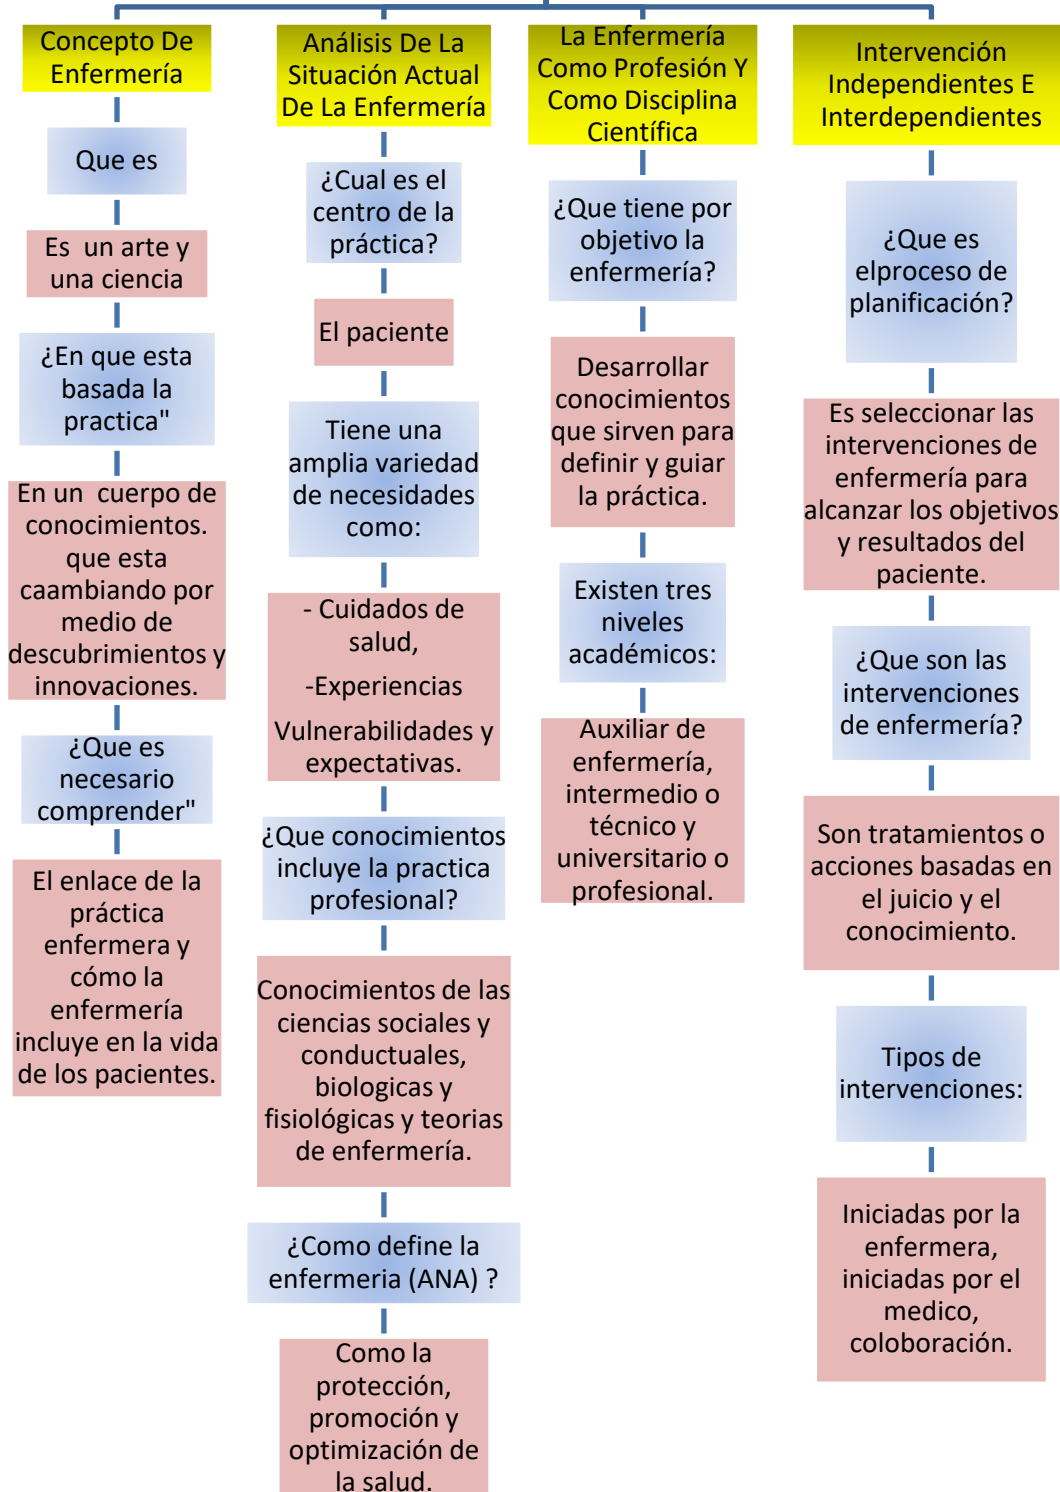 Concepto De
Enfermería
Que es
Es un arte y
una ciencia
¿En que esta
basada la
practica"
En un cuerpo de
conocimientos.
que esta
caambiando por
medio de
descubrimientos y
innovaciones.
¿Que es
necesario
comprender"
El enlace de la
práctica
enfermera y
cómo la
enfermería
incluye en la vida
de los pacientes.
Análisis De La
Situación Actual
De La Enfermería
¿Cual es el
centro de la
práctica?
El paciente
Tiene una
amplia variedad
de necesidades
como:
- Cuidados de
salud,
-Experiencias
Vulnerabilidades y
expectativas.
¿Que conocimientos
incluye la practica
profesional?
Conocimientos de las
ciencias sociales y
conductuales,
biologicas y
fisiológicas y teorias
de enfermería.
¿Como define la
enfermeria (ANA) ?
Como la
protección,
promoción y
optimización de
la salud.
La Enfermería
Como Profesión Y
Como Disciplina
Científica
¿Que tiene por
objetivo la
enfermería?
Desarrollar
conocimientos
que sirven para
definir y guiar
la práctica.
Existen tres
niveles
académicos:
Auxiliar de
enfermería,
intermedio o
técnico y
universitario o
profesional.
Intervención
Independientes E
Interdependientes
¿Que es
elproceso de
planificación?
Es seleccionar las
intervenciones de
enfermería para
alcanzar los objetivos
y resultados del
paciente.
¿Que son las
intervenciones
de enfermería?
Son tratamientos o
acciones basadas en
el juicio y el
conocimiento.
Tipos de
intervenciones:
Iniciadas por la
enfermera,
iniciadas por el
medico,
coloboración.